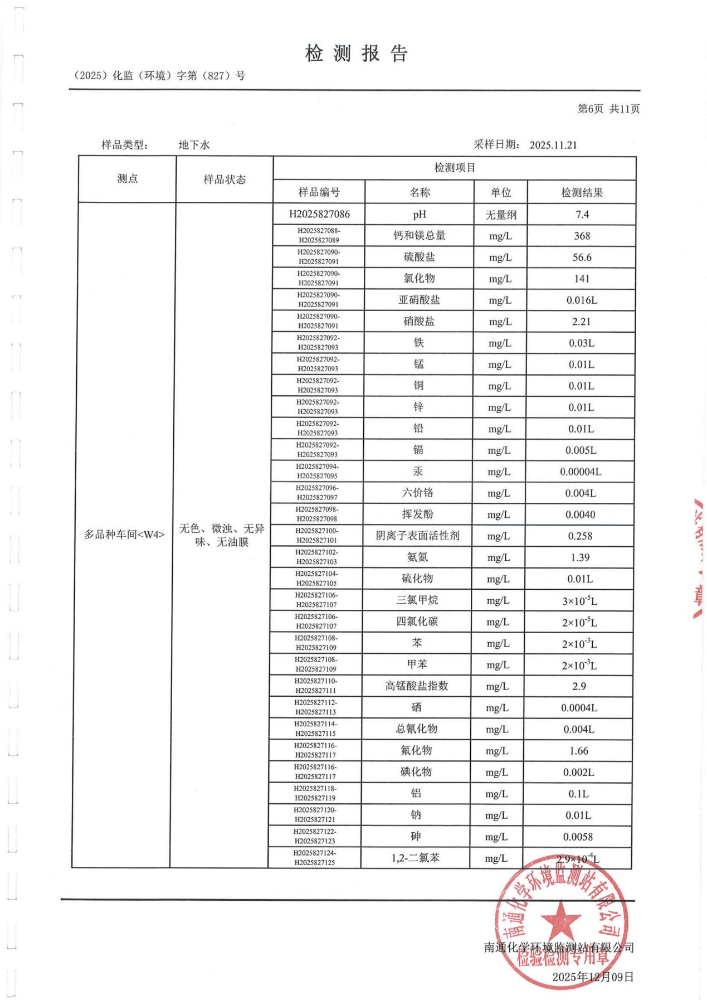 检测报告
（2025）化监（环境）字第（827）号
第6页 共11页
样品类型： 地下水 采样日期： 2025.11.21
测点 样品状态 检测项目
样品编号 名称 单位 检测结果
多品种车间<W4>
无色、微浊、无异
味、无油膜
H2025827086 pH 无量纲 7.4
H2025827088-
H2025827089 钙和镁总量 mg/L 368
H2025827090-
H2025827091 硫酸盐 mg/L 56.6
H2025827090-
H2025827091 氯化物 mg/L 141
H2025827090-
H2025827091 亚硝酸盐 mg/L 0.016L
H2025827090-
H2025827091 硝酸盐 mg/L 2.21
H2025827092-
H2025827093 铁 mg/L 0.03L
H2025827092-
H2025827093 锰 mg/L 0.01L
H2025827092-
H2025827093 铜 mg/L 0.01L
H2025827092-
H2025827093 锌 mg/L 0.01L
H2025827092-
H2025827093 铅 mg/L 0.01L
H2025827092-
H2025827093 镉 mg/L 0.005L
H2025827094-
H2025827095 汞 mg/L 0.00004L
H2025827096-
H2025827097 六价铬 mg/L 0.004L
H2025827098-
H2025827098 挥发酚 mg/L 0.0040
H2025827100-
H2025827101 阴离子表面活性剂 mg/L 0.258
H2025827102-
H2025827103 氨氮 mg/L 1.39
H2025827104-
H2025827105 硫化物 mg/L 0.01L
H2025827106-
H2025827107 三氯甲烷 mg/L 3×10⁻⁵L
H2025827106-
H2025827107 四氯化碳 mg/L 2×10⁻⁵L
H2025827108-
H2025827109 苯 mg/L 2×10⁻³L
H2025827108-
H2025827109 甲苯 mg/L 2×10⁻³L
H2025827110-
H2025827111 高锰酸盐指数 mg/L 2.9
H2025827112-
H2025827113 硒 mg/L 0.0004L
H2025827114-
H2025827115 总氰化物 mg/L 0.004L
H2025827116-
H2025827117 氟化物 mg/L 1.66
H2025827116-
H2025827117 碘化物 mg/L 0.002L
H2025827118-
H2025827119 铝 mg/L 0.1L
H2025827120-
H2025827121 钠 mg/L 0.01L
H2025827122-
H2025827123 砷 mg/L 0.0058
H2025827124-
H2025827125 1,2-二氯苯 mg/L 2.9×10⁻⁴L
南通化学环境监测站有限公司
南通化学环境监测站有限公司
检验检测专用章
2025年12月09日
章